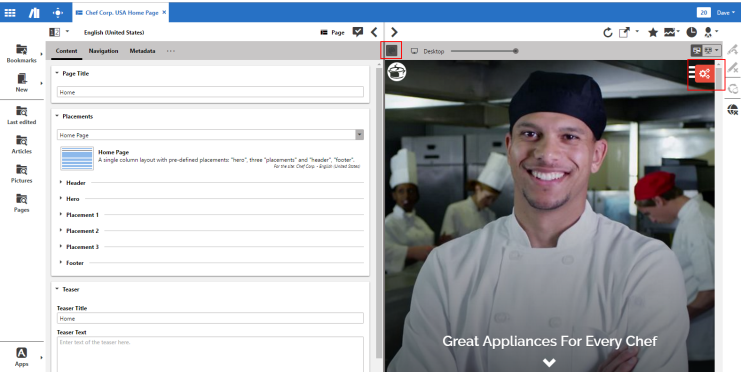 Chef Corp. USA Home Page ×
20 Dave
English (United States)
Page
Bookmarks
New
Last edited
Articles
Pictures
Pages
Apps
Content Navigation Metadata ···
Page Title
Home
Placements
Home Page
Home Page
A single column layout with pre-defined placements: "hero", three "placements" and "header", "footer".
For the site: Chef Corp. - English (United States)
Header
Hero
Placement 1
Placement 2
Placement 3
Footer
Teaser
Teaser Title
Home
Teaser Text
Enter text of the teaser here.
Desktop
Great Appliances For Every Chef